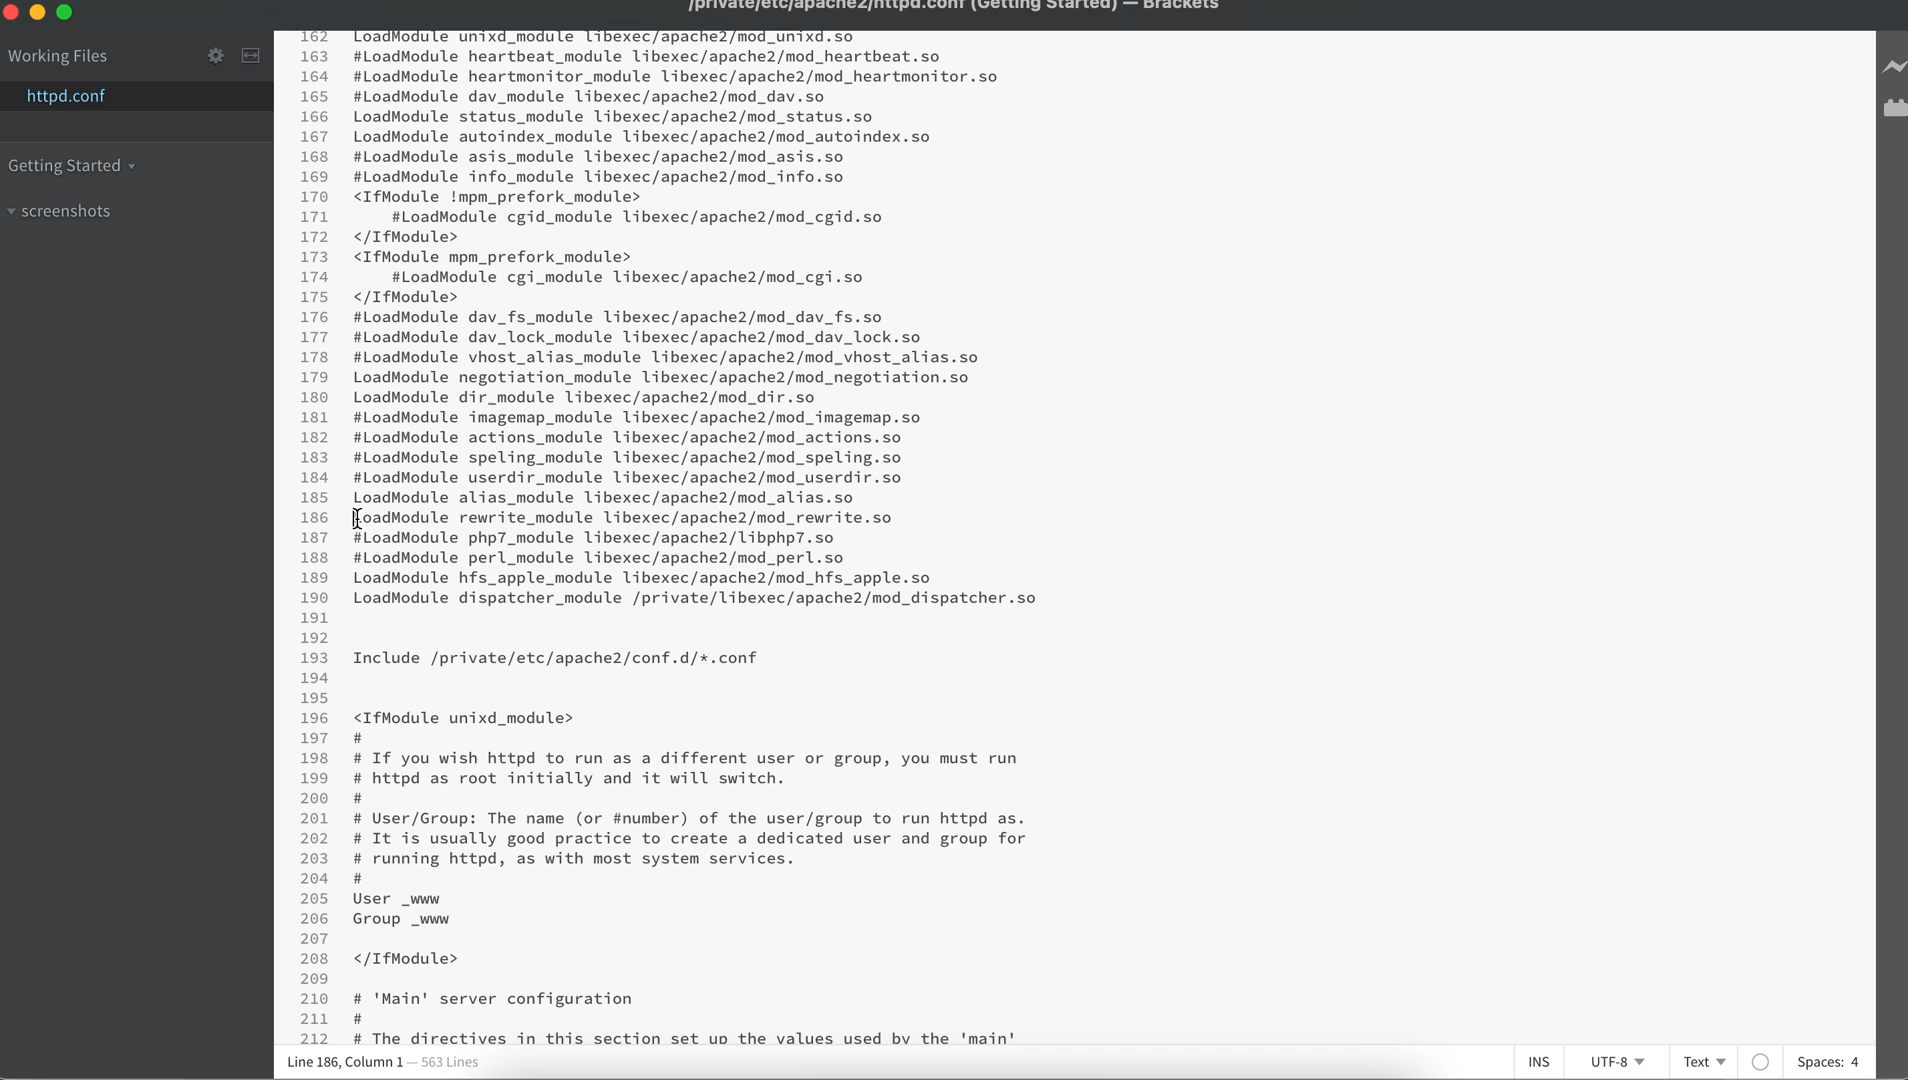 /private/etc/apache2/httpd.conf (Getting Started) — Brackets
Working Files
httpd.conf
Getting Started
screenshots
162 LoadModule unixd_module libexec/apache2/mod_unixd.so
163 #LoadModule heartbeat_module libexec/apache2/mod_heartbeat.so
164 #LoadModule heartmonitor_module libexec/apache2/mod_heartmonitor.so
165 #LoadModule dav_module libexec/apache2/mod_dav.so
166 LoadModule status_module libexec/apache2/mod_status.so
167 LoadModule autoindex_module libexec/apache2/mod_autoindex.so
168 #LoadModule asis_module libexec/apache2/mod_asis.so
169 #LoadModule info_module libexec/apache2/mod_info.so
170 <IfModule !mpm_prefork_module>
171     #LoadModule cgid_module libexec/apache2/mod_cgid.so
172 </IfModule>
173 <IfModule mpm_prefork_module>
174     #LoadModule cgi_module libexec/apache2/mod_cgi.so
175 </IfModule>
176 #LoadModule dav_fs_module libexec/apache2/mod_dav_fs.so
177 #LoadModule dav_lock_module libexec/apache2/mod_dav_lock.so
178 #LoadModule vhost_alias_module libexec/apache2/mod_vhost_alias.so
179 LoadModule negotiation_module libexec/apache2/mod_negotiation.so
180 LoadModule dir_module libexec/apache2/mod_dir.so
181 #LoadModule imagemap_module libexec/apache2/mod_imagemap.so
182 #LoadModule actions_module libexec/apache2/mod_actions.so
183 #LoadModule speling_module libexec/apache2/mod_speling.so
184 #LoadModule userdir_module libexec/apache2/mod_userdir.so
185 LoadModule alias_module libexec/apache2/mod_alias.so
186 LoadModule rewrite_module libexec/apache2/mod_rewrite.so
187 #LoadModule php7_module libexec/apache2/libphp7.so
188 #LoadModule perl_module libexec/apache2/mod_perl.so
189 LoadModule hfs_apple_module libexec/apache2/mod_hfs_apple.so
190 LoadModule dispatcher_module /private/libexec/apache2/mod_dispatcher.so
191
192
193 Include /private/etc/apache2/conf.d/*.conf
194
195
196 <IfModule unixd_module>
197 #
198 # If you wish httpd to run as a different user or group, you must run
199 # httpd as root initially and it will switch.
200 #
201 # User/Group: The name (or #number) of the user/group to run httpd as.
202 # It is usually good practice to create a dedicated user and group for
203 # running httpd, as with most system services.
204 #
205 User _www
206 Group _www
207
208 </IfModule>
209
210 # 'Main' server configuration
211 #
212 # The directives in this section set up the values used by the 'main'
Line 186, Column 1 — 563 Lines
INS
UTF-8
Text
Spaces: 4